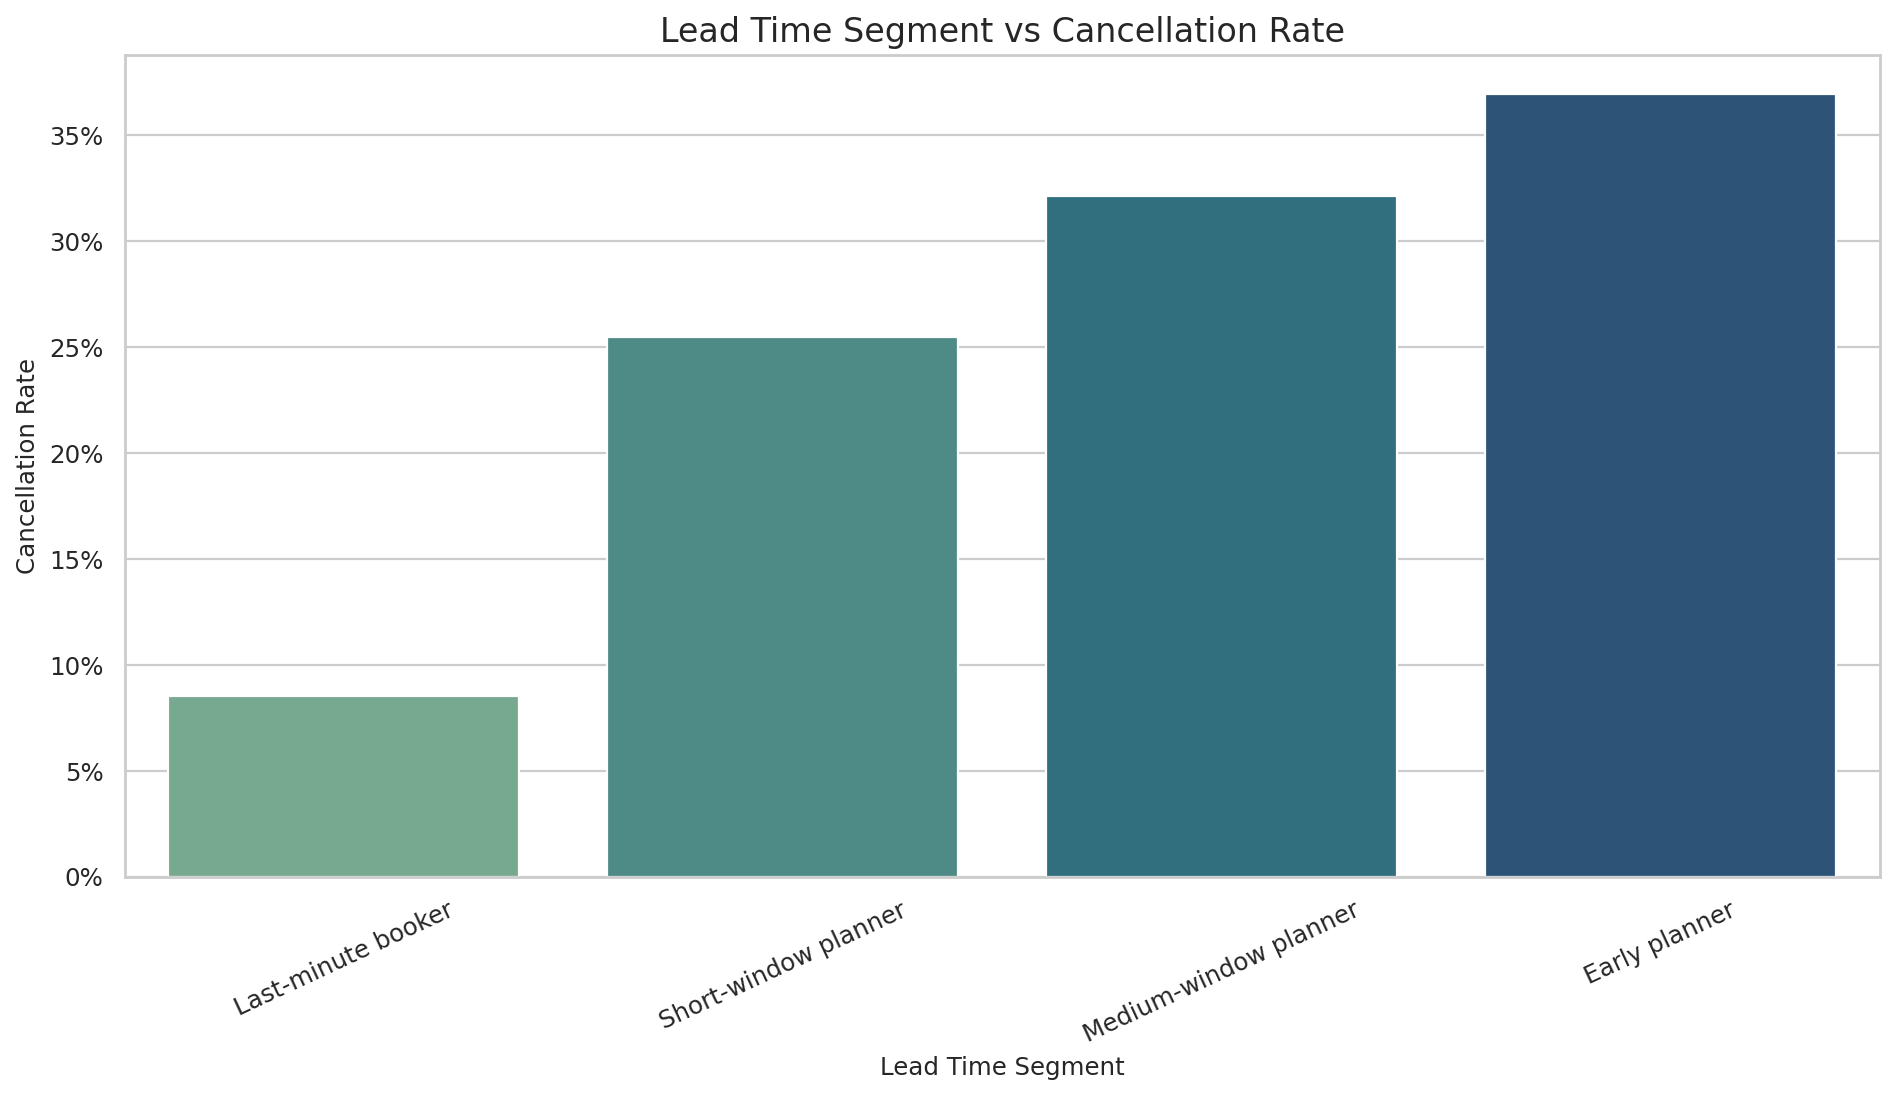 Lead Time Segment vs Cancellation Rate
35%
30%
25%
20%
15%
10%
5%
0%
Cancellation Rate
Last-minute booker
Short-window planner
Medium-window planner
Early planner
Lead Time Segment